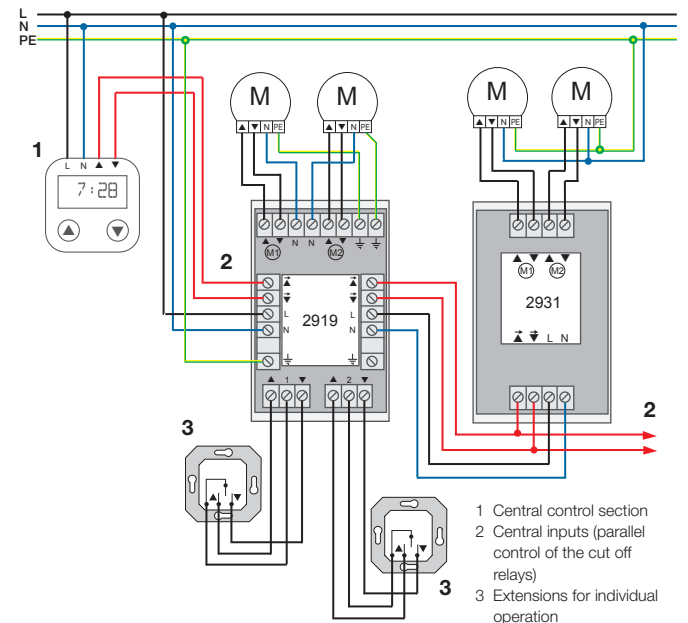 L
N
PE
M
M
M
M
▲ ▼ N PE
▲ ▼ N PE
▲ ▼ N PE
▲ ▼ N PE
1
L N ▲ ▼
7:28
▲ ▼
2
▲ ▼ N N ▲ ▼ ⏚ ⏚
M1 M2
2919
L
N
⏚
L
N
⏚
▲ 1 ▼
▲ 2 ▼
▲ ▼ ▲ ▼
M1 M2
2931
▲ ▼ L N
2
3
▲ ▼
▲ ▼
3
1 Central control section
2 Central inputs (parallel
control of the cut off
relays)
3 Extensions for individual
operation